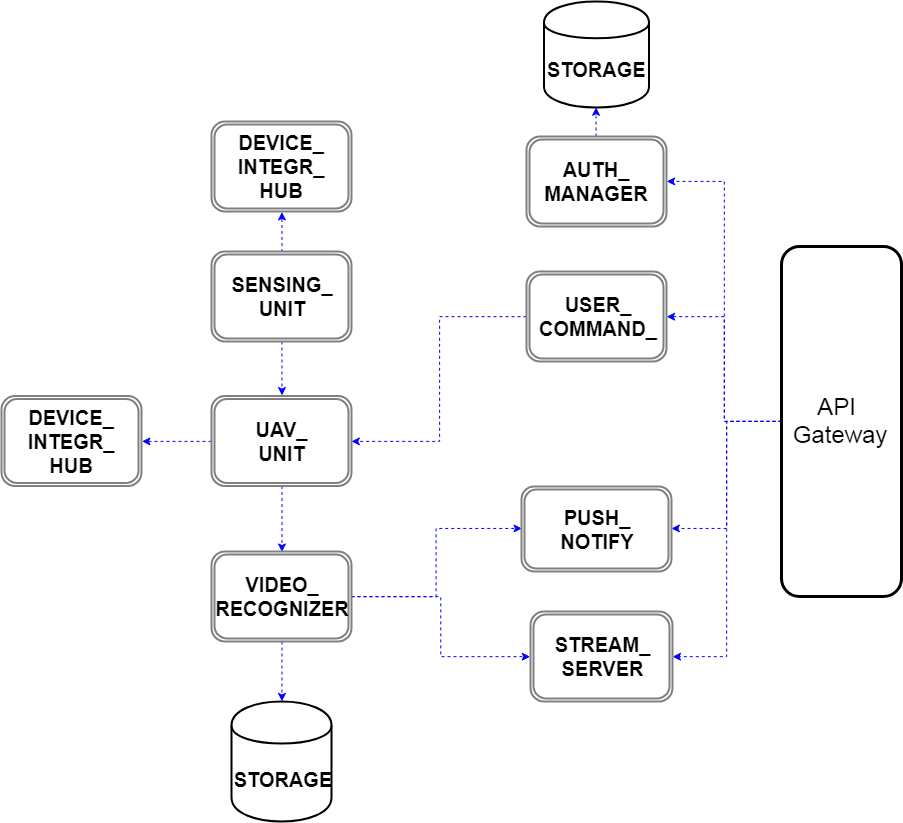 STORAGE
DEVICE_
INTEGR_
HUB
AUTH_
MANAGER
SENSING_
UNIT
USER_
COMMAND_
DEVICE_
INTEGR_
HUB
UAV_
UNIT
API
Gateway
PUSH_
NOTIFY
VIDEO_
RECOGNIZER
STREAM_
SERVER
STORAGE